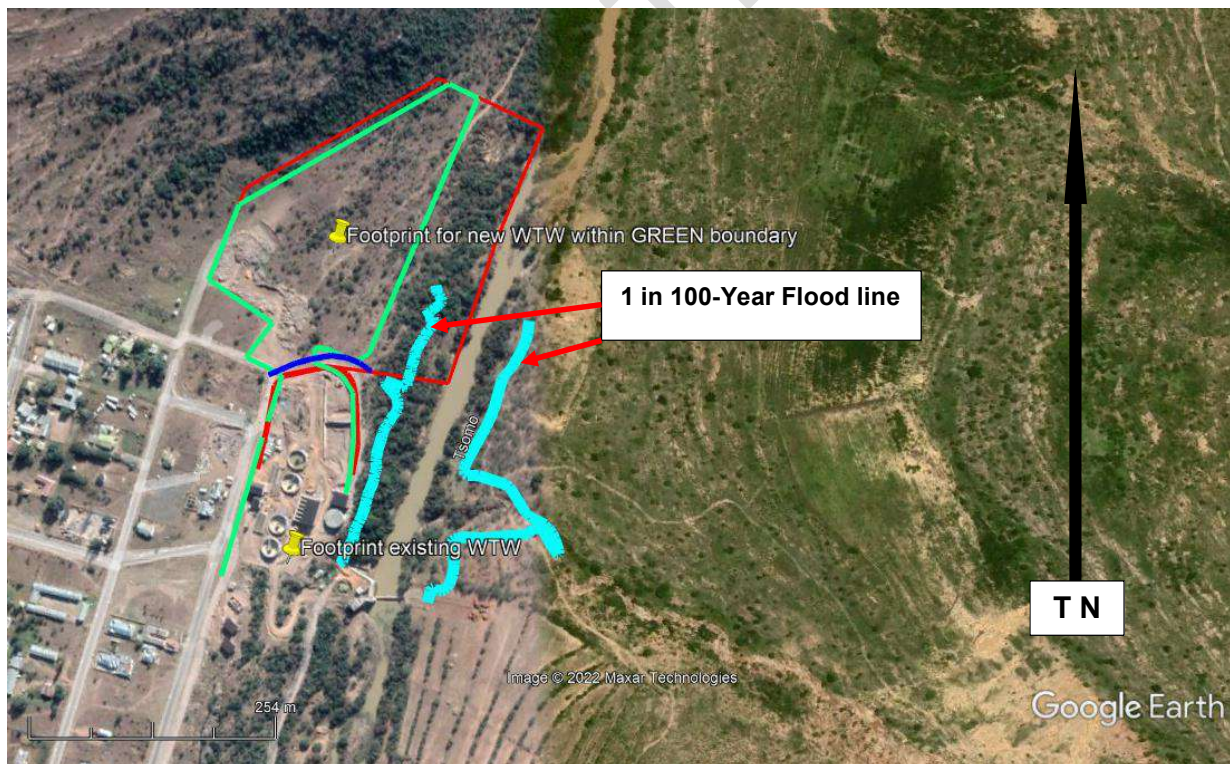 Footprint for new WTW within GREEN boundary
1 in 100-Year Flood line
Tsomo
Footprint existing WTW
T N
Image © 2022 Maxar Technologies
254 m
Google Earth